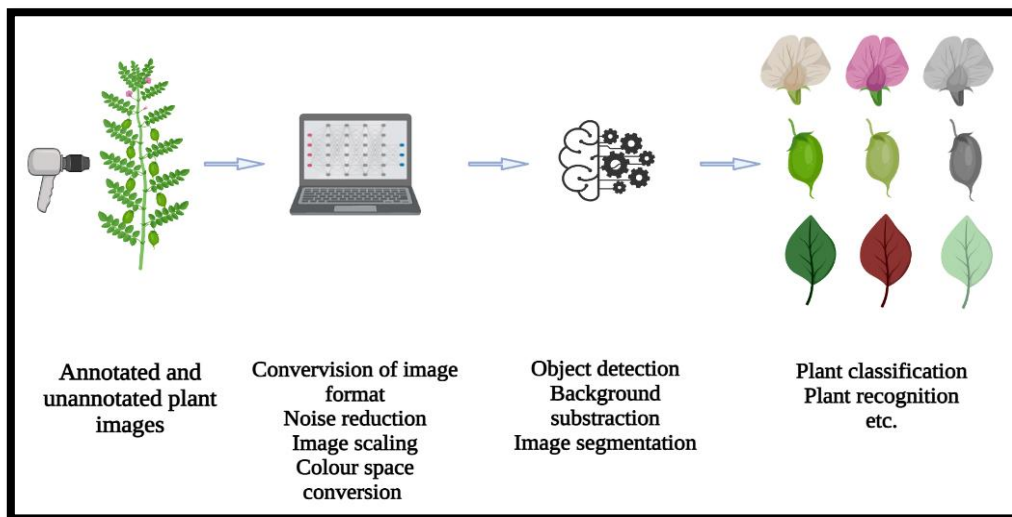 Annotated and
unannotated plant
images
Convervision of image
format
Noise reduction
Image scaling
Colour space
conversion
Object detection
Background
substraction
Image segmentation
Plant classification
Plant recognition
etc.